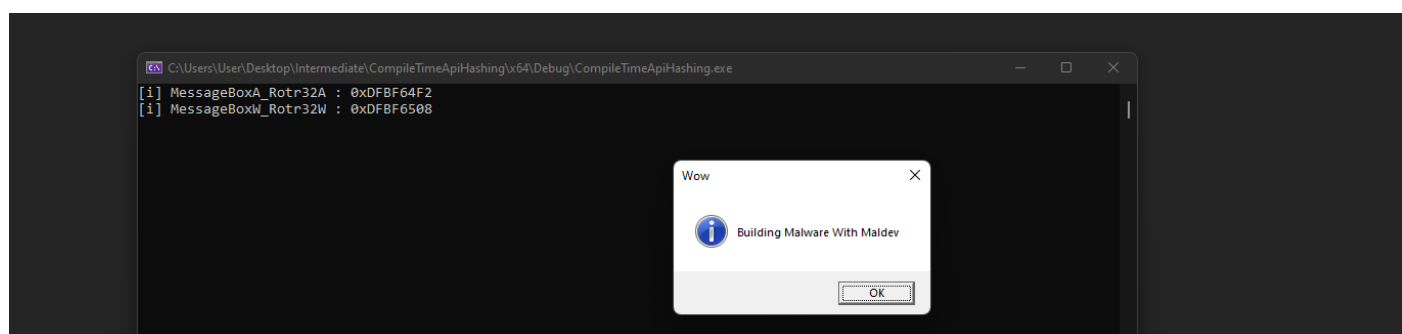 C:\Users\User\Desktop\Intermediate\CompileTimeApiHashing\x64\Debug\CompileTimeApiHashing.exe
[i] MessageBoxA_Rotr32A : 0xDFBF64F2
[i] MessageBoxW_Rotr32W : 0xDFBF6508
Wow
Building Malware With Maldev
OK